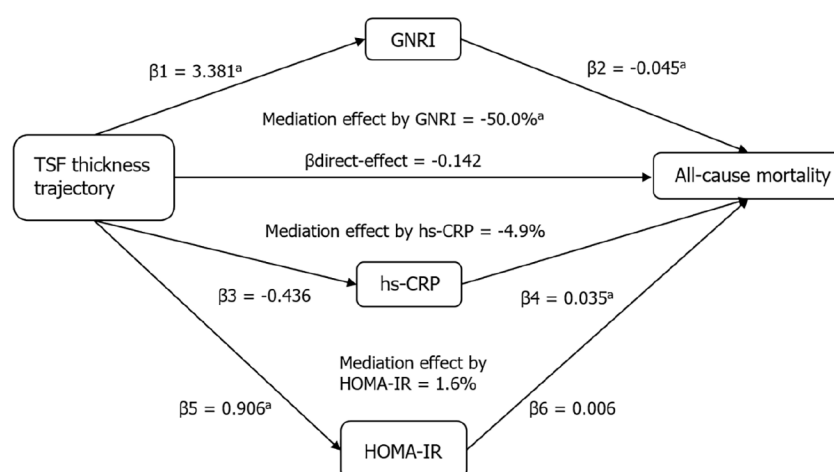 GNRI
β1 = 3.381ᵃ
β2 = -0.045ᵃ
Mediation effect by GNRI = -50.0%ᵃ
TSF thickness
trajectory
βdirect-effect = -0.142
All-cause mortality
Mediation effect by hs-CRP = -4.9%
hs-CRP
β3 = -0.436
β4 = 0.035ᵃ
Mediation effect by
HOMA-IR = 1.6%
β5 = 0.906ᵃ
β6 = 0.006
HOMA-IR